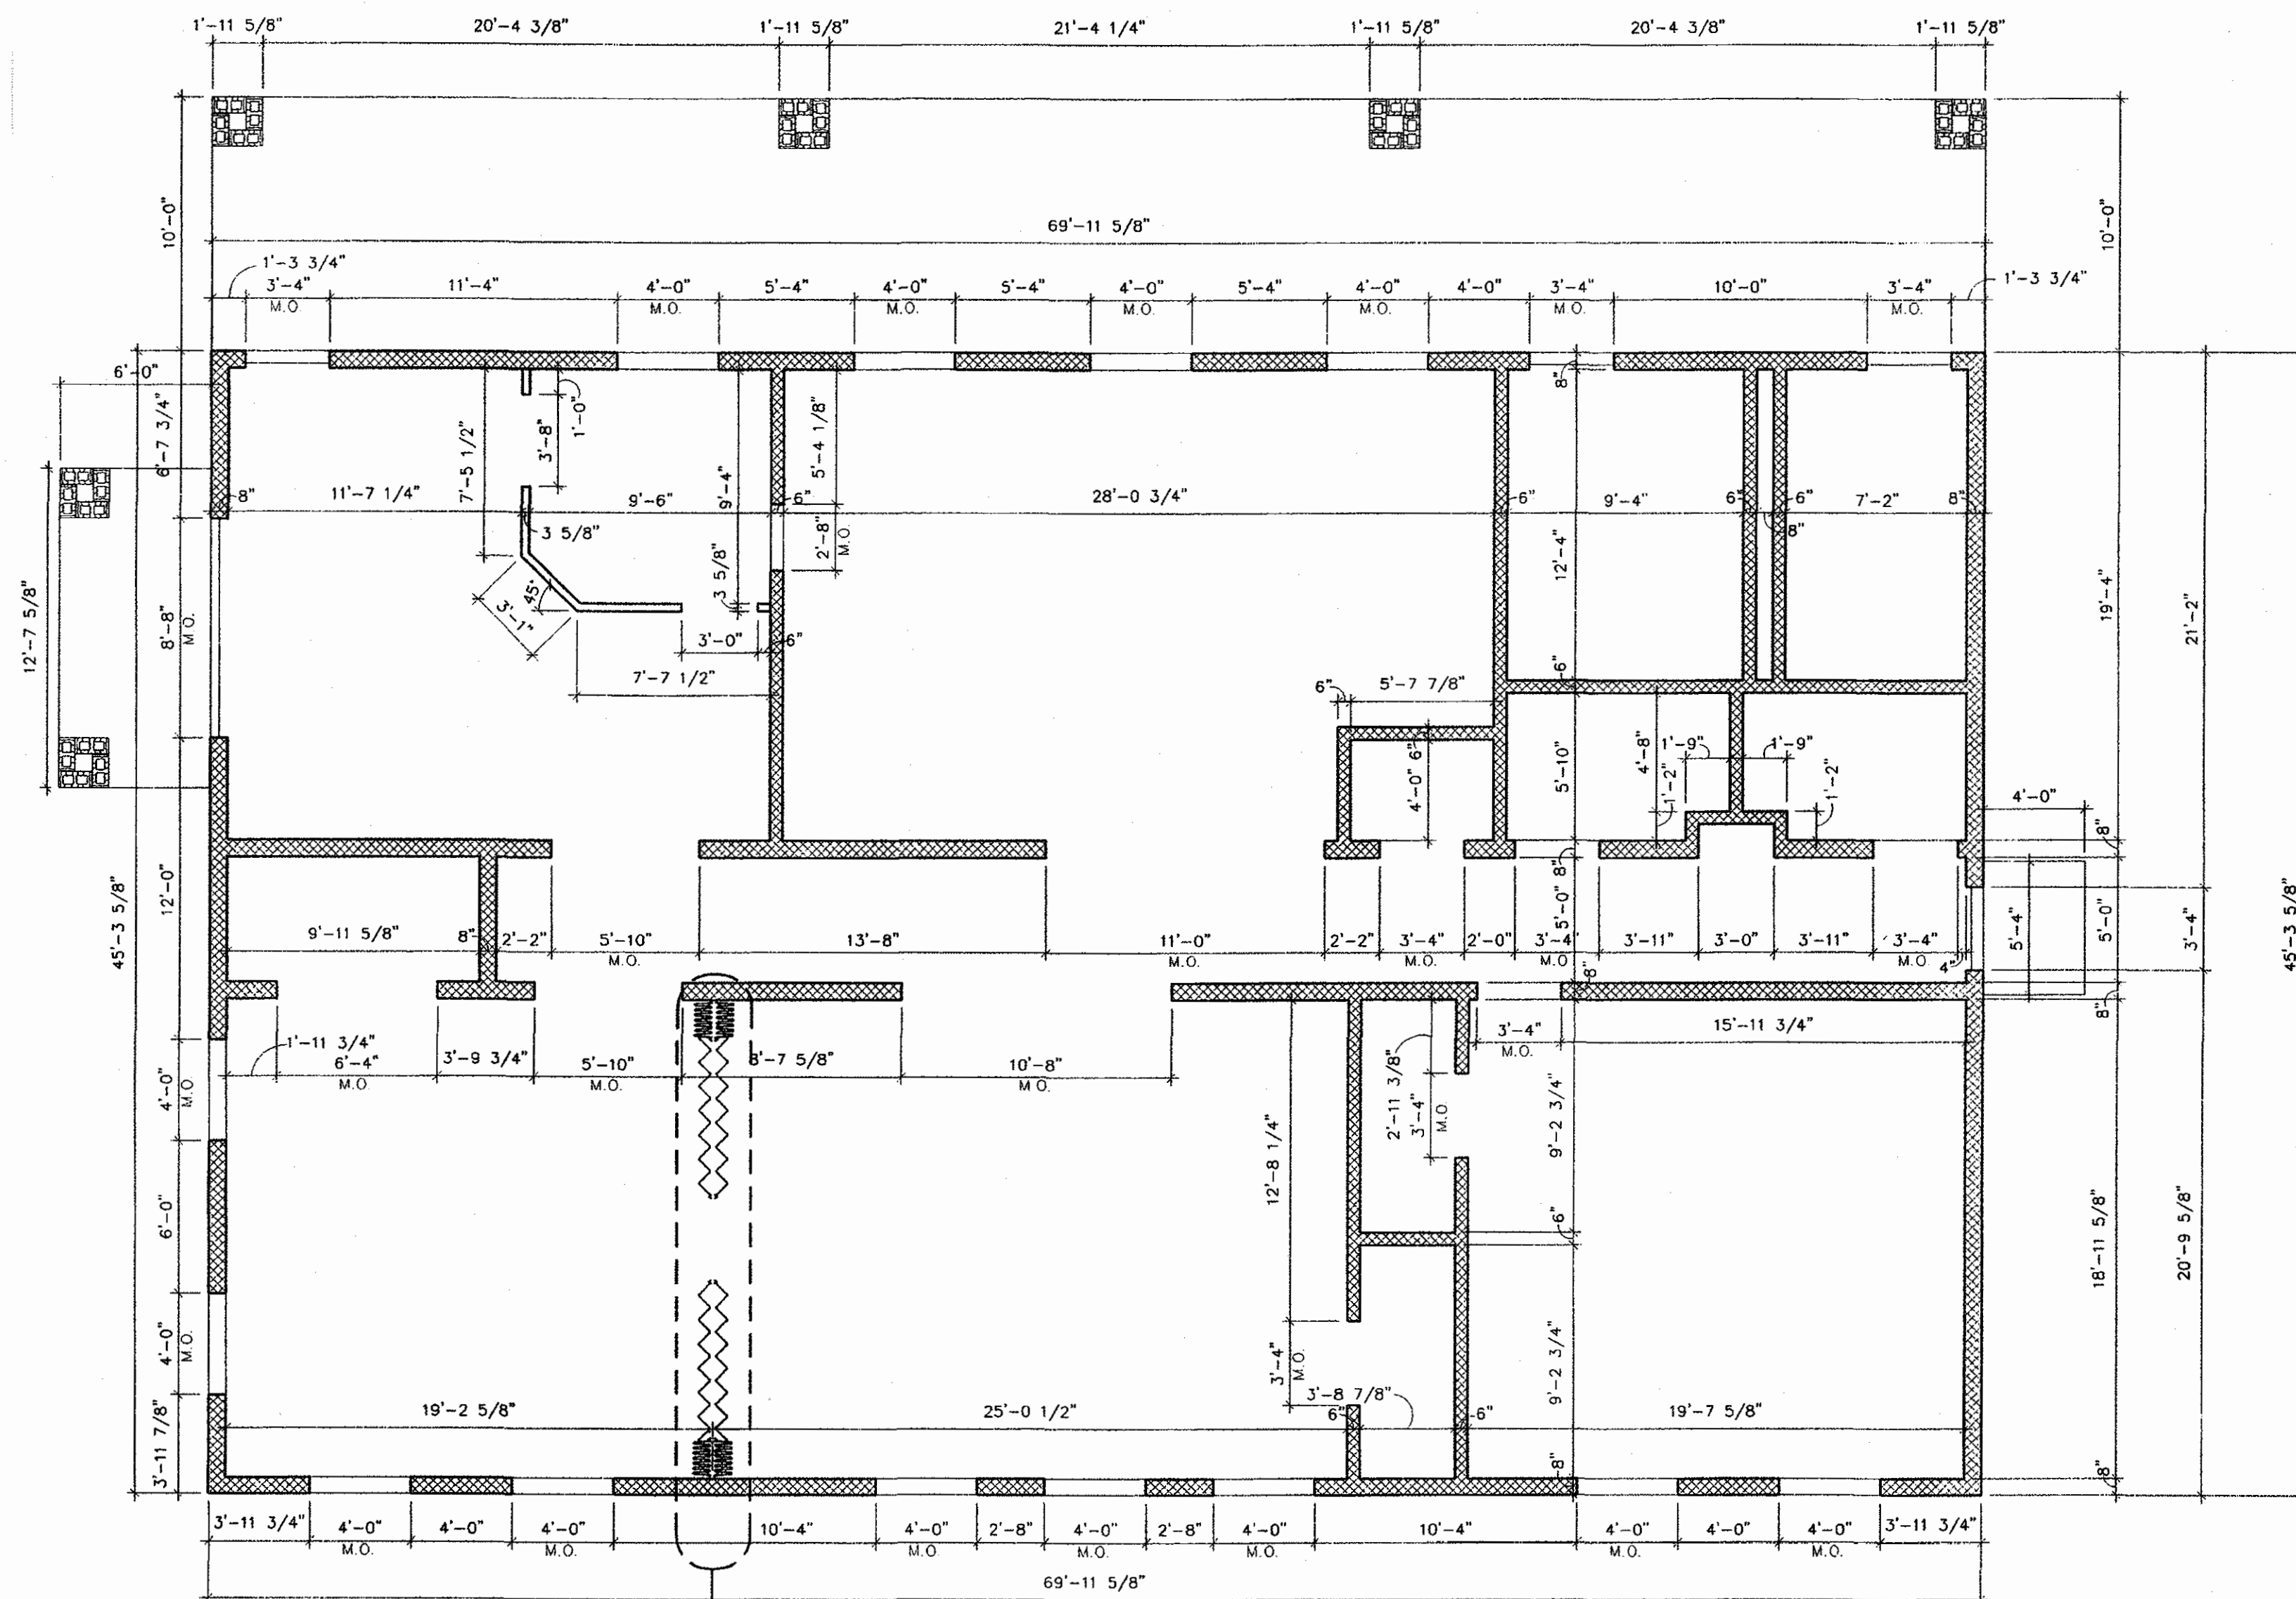 1'-11 5/8" 20'-4 3/8" 1'-11 5/8" 21'-4 1/4" 1'-11 5/8" 20'-4 3/8" 1'-11 5/8"
10'-0" 69'-11 5/8" 10'-0"
1'-3 3/4" 1'-3 3/4"
3'-4" 11'-4" 4'-0" 5'-4" 4'-0" 5'-4" 4'-0" 5'-4" 4'-0" 4'-0" 3'-4" 10'-0" 3'-4"
M.O. M.O. M.O. M.O. M.O. M.O. M.O.
6'-0" 8"
6'-7 3/4" 7'-5 1/2" 3'-8" 1'-0" 9'-4" 5'-4 1/8"
8" 11'-7 1/4" 9'-6" 6" 28'-0 3/4" 6" 9'-4" 6" 6" 7'-2" 8"
3 5/8" 2'-8" M.O. 12'-4" 8"
12'-7 5/8" 8'-8" M.O. 45° 3'-1" 3 5/8" 19'-4" 21'-2"
3'-0" 6"
7'-7 1/2" 6" 5'-7 7/8" 6"
4'-0" 6" 5'-10" 4'-8" 1'-9" 1'-9"
1'-2" 1'-2" 4'-0"
8" 8"
45'-3 5/8" 12'-0" 5'-0" 5'-4" 5'-0" 3'-4" 45'-3 5/8"
9'-11 5/8" 8" 2'-2" 5'-10" 13'-8" 11'-0" 2'-2" 3'-4" 2'-0" 3'-4" 3'-11" 3'-0" 3'-11" 3'-4"
M.O. M.O. M.O. M.O. M.O. 4"
8" 8"
1'-11 3/4" 3'-4" 15'-11 3/4"
M.O.
6'-4" 3'-9 3/4" 5'-10" 8'-7 5/8" 10'-8"
M.O. M.O. M.O.
4'-0" M.O. 2'-11 3/8" 3'-4" M.O. 9'-2 3/4"
6'-0" 12'-8 1/4" 6" 18'-11 5/8" 20'-9 5/8"
4'-0" M.O. 3'-4" M.O. 9'-2 3/4"
3'-8 7/8"
3'-11 7/8" 19'-2 5/8" 25'-0 1/2" 6" 6" 19'-7 5/8"
8" 8"
3'-11 3/4" 4'-0" 4'-0" 4'-0" 10'-4" 4'-0" 2'-8" 4'-0" 2'-8" 4'-0" 10'-4" 4'-0" 4'-0" 4'-0" 3'-11 3/4"
M.O. M.O. M.O. M.O. M.O. M.O. M.O.
69'-11 5/8"